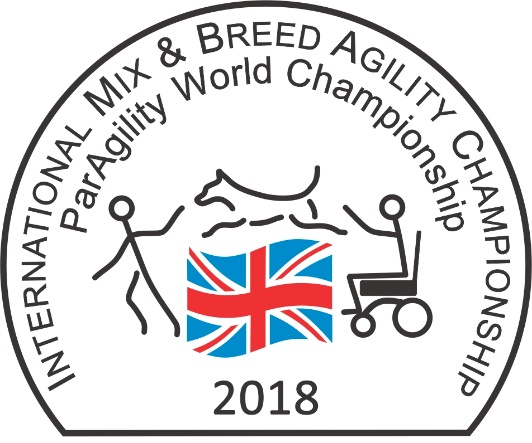 INTERNATIONAL MIX & BREED AGILITY CHAMPIONSHIP
ParAgility World Championship
2018